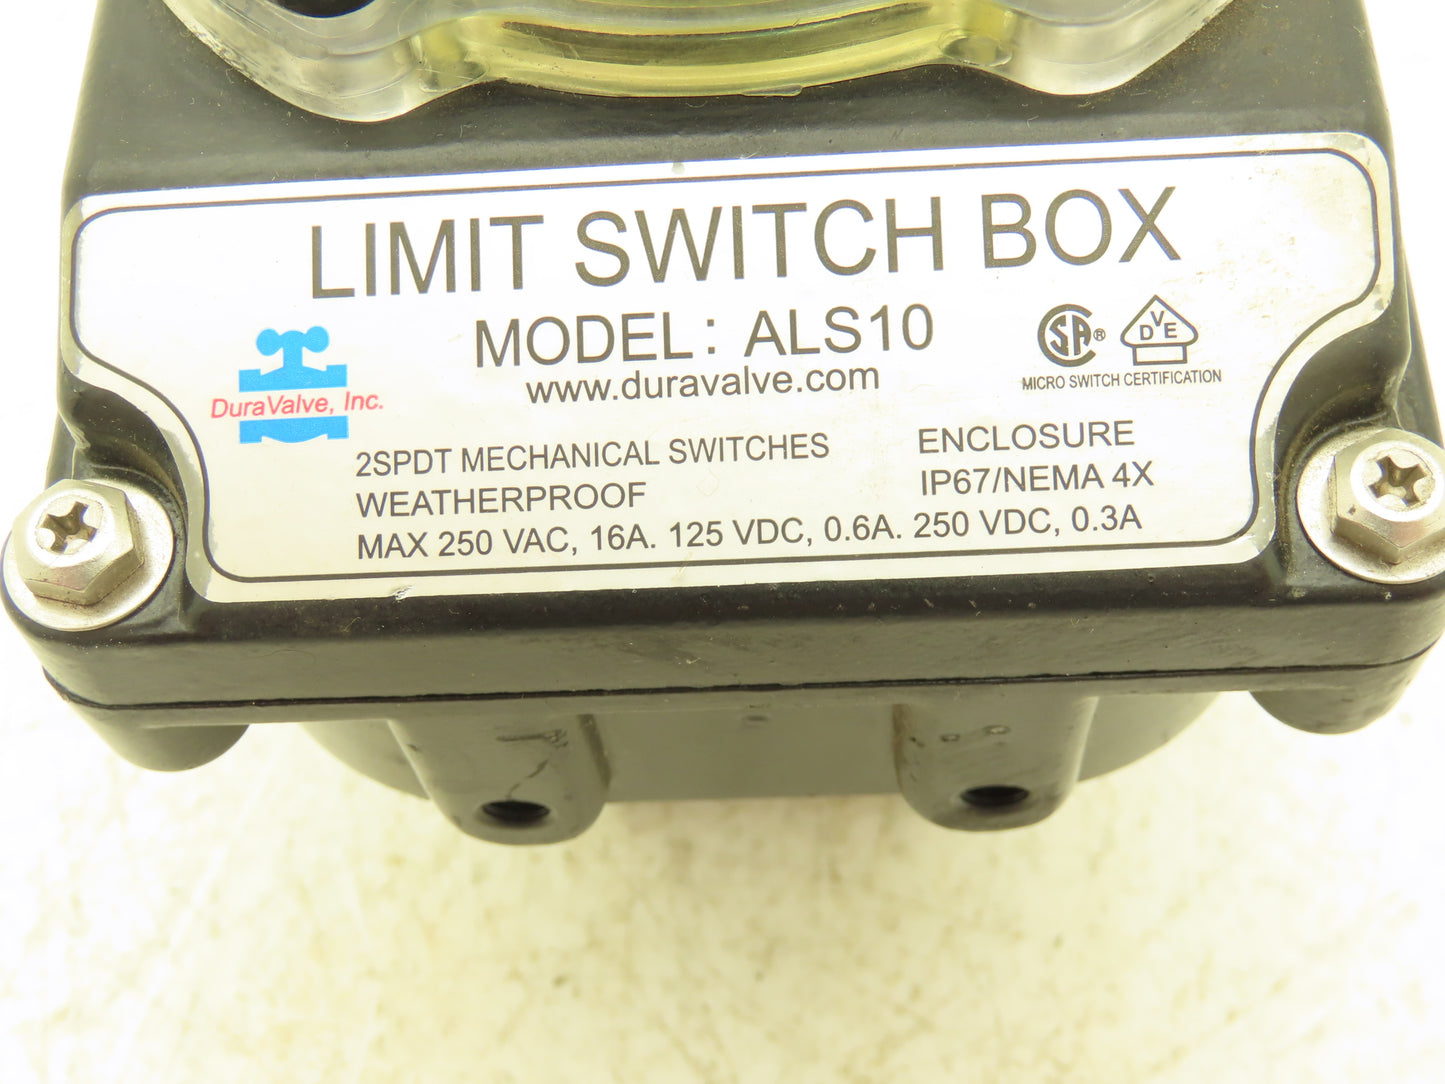 LIMIT SWITCH BOX
MODEL: ALS10
www.duravalve.com
DuraValve, Inc.
SA ®
D V E
MICRO SWITCH CERTIFICATION
2SPDT MECHANICAL SWITCHES
WEATHERPROOF
ENCLOSURE
IP67/NEMA 4X
MAX 250 VAC, 16A. 125 VDC, 0.6A. 250 VDC, 0.3A